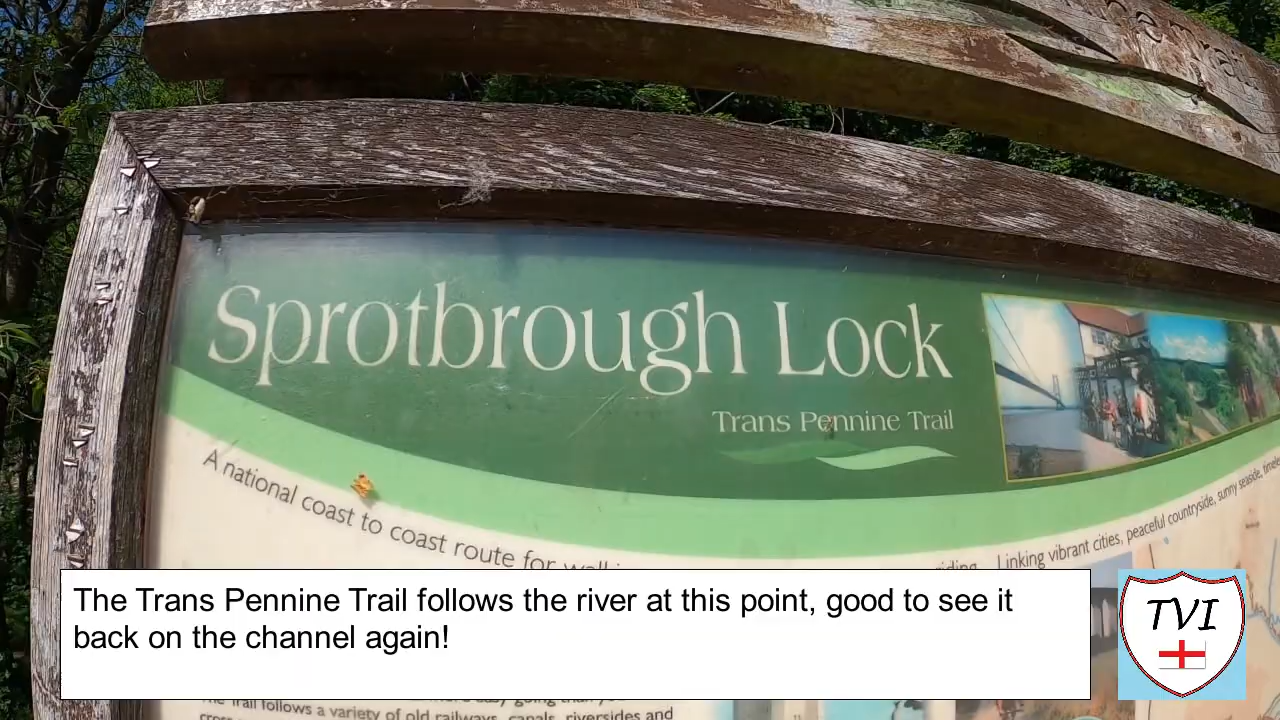 Sprotbrough Lock
Trans Pennine Trail
A national coast to coast route for
riding. Linking vibrant cities, peaceful countryside, sunny seaside,
The Trans Pennine Trail follows the river at this point, good to see it
back on the channel again!
TVI
The Trail follows a variety of old railways, canals, riversides and